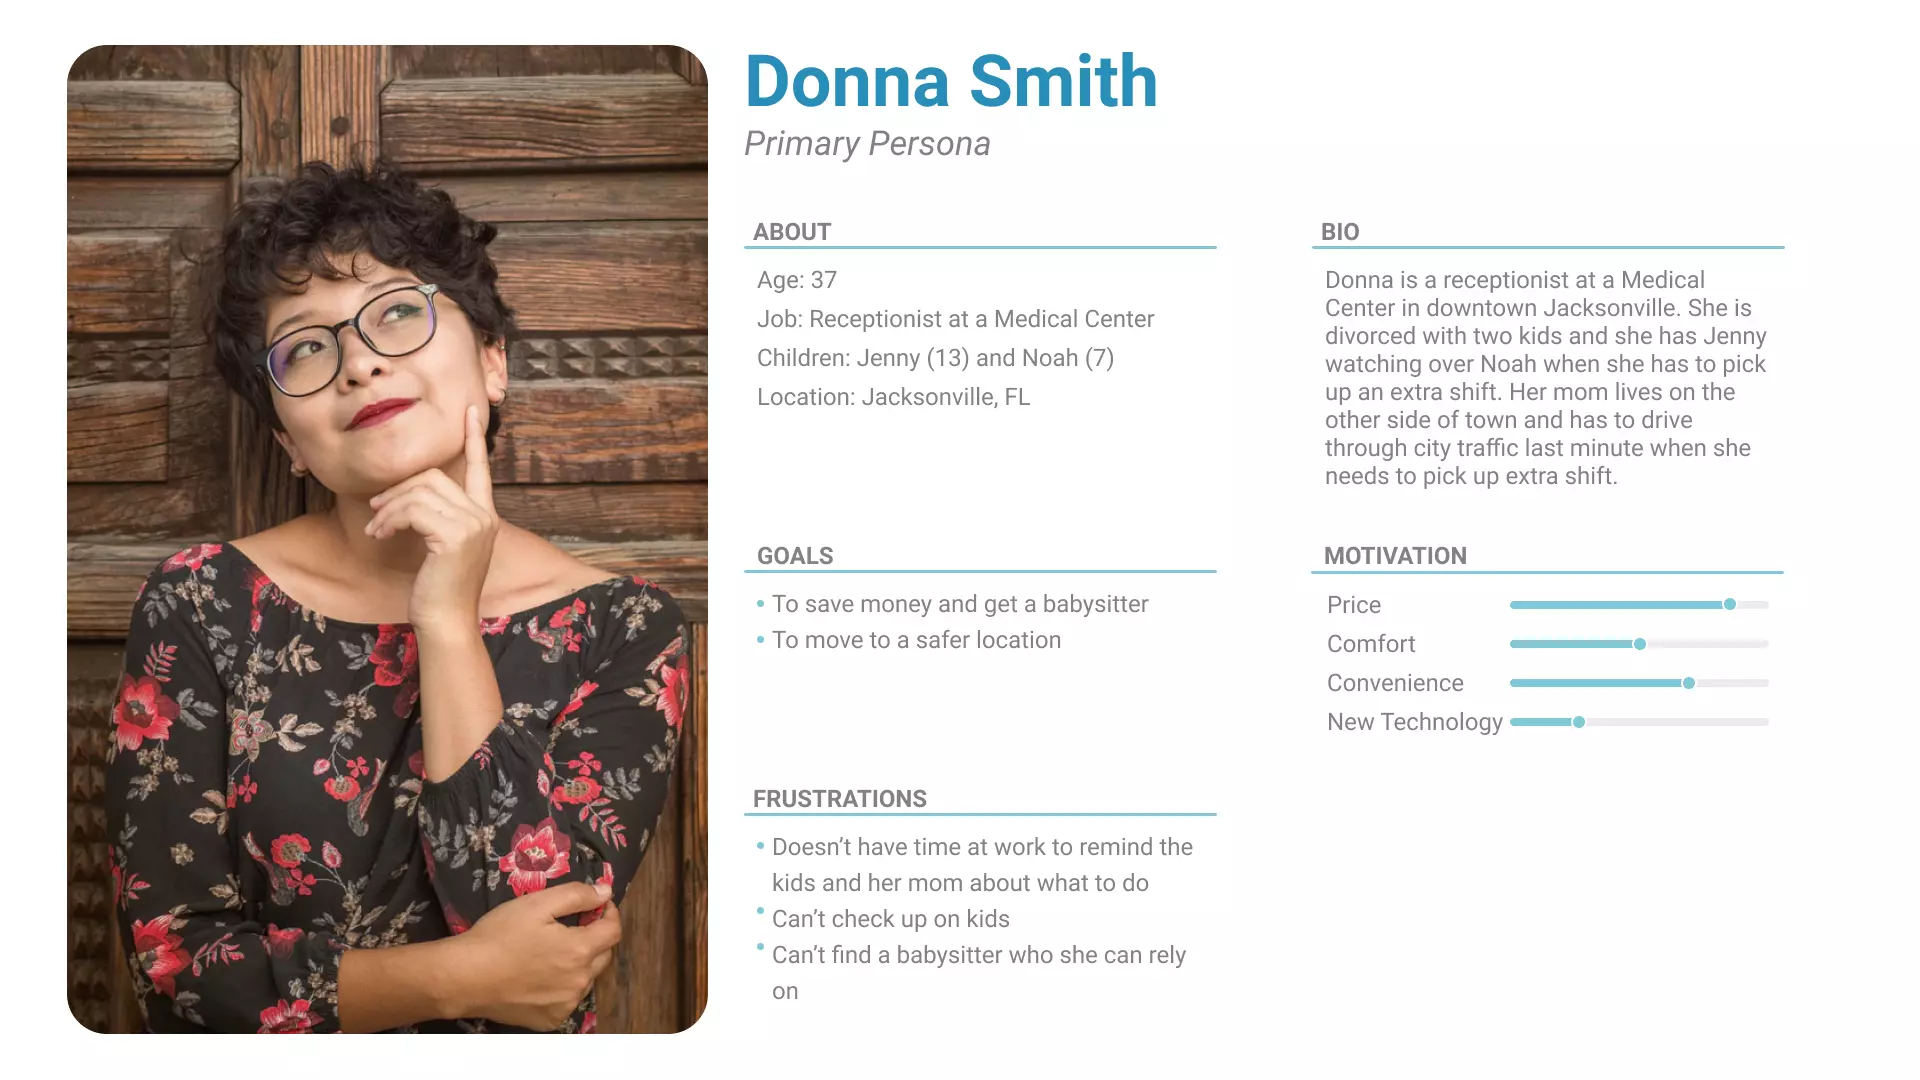 Donna Smith
Primary Persona
ABOUT
Age: 37
Job: Receptionist at a Medical Center
Children: Jenny (13) and Noah (7)
Location: Jacksonville, FL
BIO
Donna is a receptionist at a Medical
Center in downtown Jacksonville. She is
divorced with two kids and she has Jenny
watching over Noah when she has to pick
up an extra shift. Her mom lives on the
other side of town and has to drive
through city traffic last minute when she
needs to pick up extra shift.
GOALS
• To save money and get a babysitter
• To move to a safer location
MOTIVATION
Price
Comfort
Convenience
New Technology
FRUSTRATIONS
• Doesn’t have time at work to remind the
kids and her mom about what to do
• Can’t check up on kids
• Can’t find a babysitter who she can rely
on